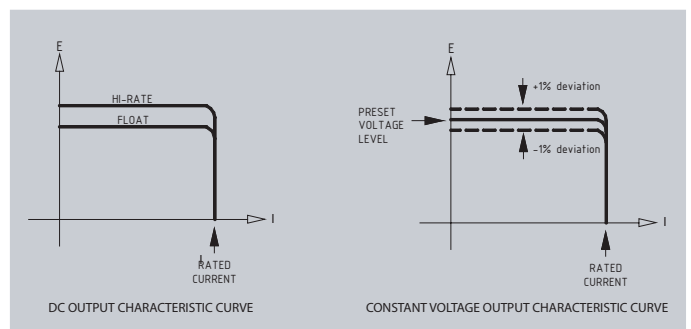 E
HI-RATE
FLOAT
I
I
RATED
CURRENT
DC OUTPUT CHARACTERISTIC CURVE
E
+1% deviation
PRESET
VOLTAGE
LEVEL
-1% deviation
I
RATED
CURRENT
CONSTANT VOLTAGE OUTPUT CHARACTERISTIC CURVE